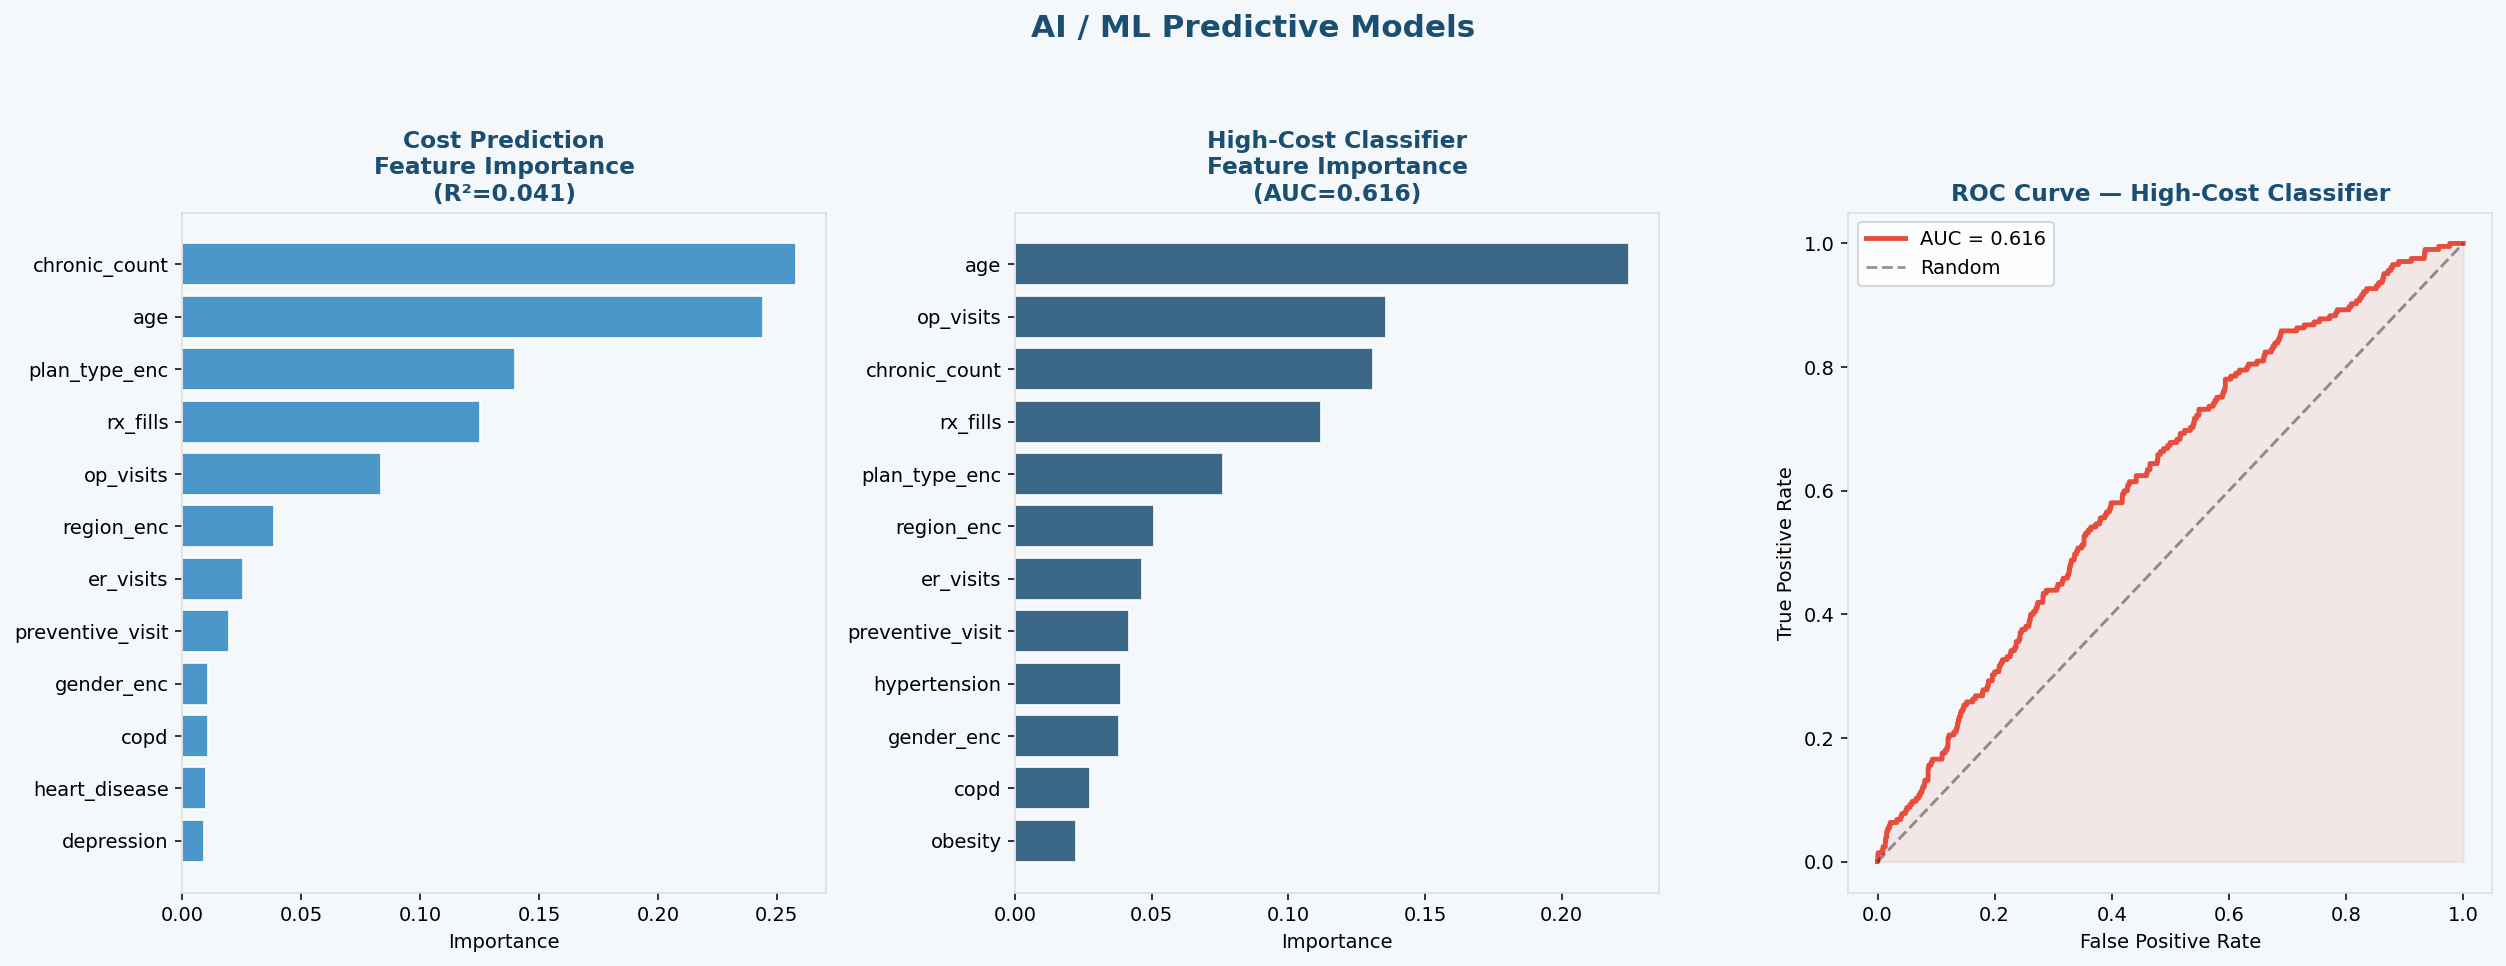 AI / ML Predictive Models
Cost Prediction
Feature Importance
(R²=0.041)
chronic_count
age
plan_type_enc
rx_fills
op_visits
region_enc
er_visits
preventive_visit
gender_enc
copd
heart_disease
depression
0.00
0.05
0.10
0.15
0.20
0.25
Importance
High-Cost Classifier
Feature Importance
(AUC=0.616)
age
op_visits
chronic_count
rx_fills
plan_type_enc
region_enc
er_visits
preventive_visit
hypertension
gender_enc
copd
obesity
0.00
0.05
0.10
0.15
0.20
Importance
ROC Curve — High-Cost Classifier
AUC = 0.616
Random
True Positive Rate
1.0
0.8
0.6
0.4
0.2
0.0
0.0
0.2
0.4
0.6
0.8
1.0
False Positive Rate